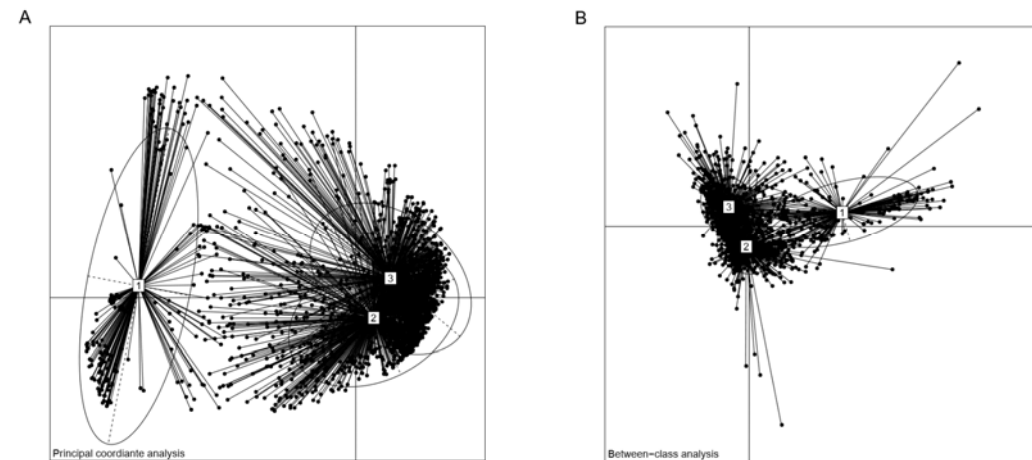 A
B
1
3
2
Principal coordiante analysis
3
1
2
Between-class analysis